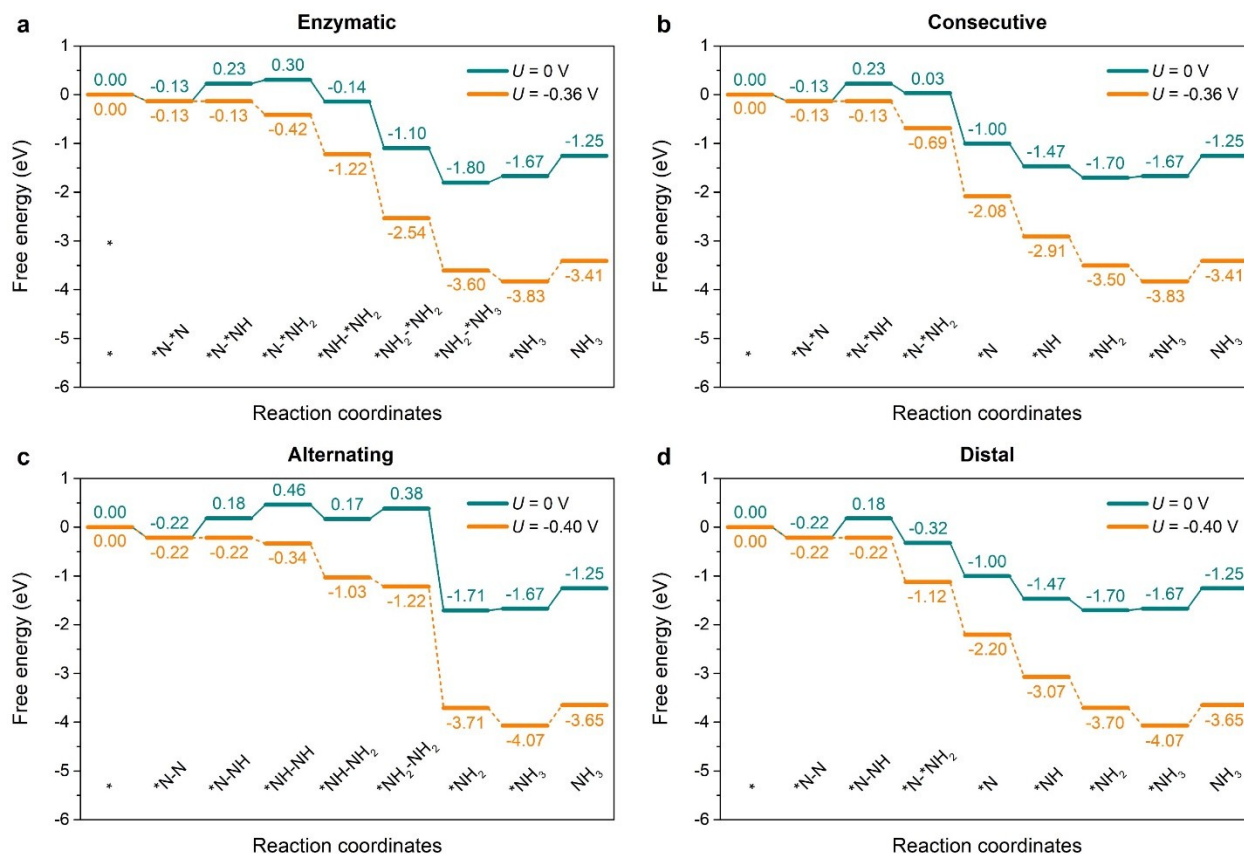 a
Enzymatic
Free energy (eV)
1
0
-1
-2
-3
-4
-5
-6
U = 0 V
U = -0.36 V
0.00 -0.13 0.23 0.30 -0.14 -1.10 -1.80 -1.67 -1.25
0.00 -0.13 -0.13 -0.42 -1.22 -2.54 -3.60 -3.83 -3.41
*
* *N-*N *N-*NH *N-*NH₂ *NH-*NH₂ *NH₂-*NH₂ *NH₂-*NH₃ *NH₃ NH₃
Reaction coordinates
b
Consecutive
Free energy (eV)
1
0
-1
-2
-3
-4
-5
-6
U = 0 V
U = -0.36 V
0.00 -0.13 0.23 0.03 -1.00 -1.47 -1.70 -1.67 -1.25
0.00 -0.13 -0.13 -0.69 -2.08 -2.91 -3.50 -3.83 -3.41
* *N-*N *N-*NH *N-*NH₂ *N *NH *NH₂ *NH₃ NH₃
Reaction coordinates
c
Alternating
Free energy (eV)
1
0
-1
-2
-3
-4
-5
-6
U = 0 V
U = -0.40 V
0.00 -0.22 0.18 0.46 0.17 0.38 -1.71 -1.67 -1.25
0.00 -0.22 -0.22 -0.34 -1.03 -1.22 -3.71 -4.07 -3.65
* *N-N *N-NH *NH-NH *NH-NH₂ *NH₂-NH₂ *NH₂ *NH₃ NH₃
Reaction coordinates
d
Distal
Free energy (eV)
1
0
-1
-2
-3
-4
-5
-6
U = 0 V
U = -0.40 V
0.00 -0.22 0.18 -0.32 -1.00 -1.47 -1.70 -1.67 -1.25
0.00 -0.22 -0.22 -1.12 -2.20 -3.07 -3.70 -4.07 -3.65
* *N-N *N-NH *N-*NH₂ *N *NH *NH₂ *NH₃ NH₃
Reaction coordinates